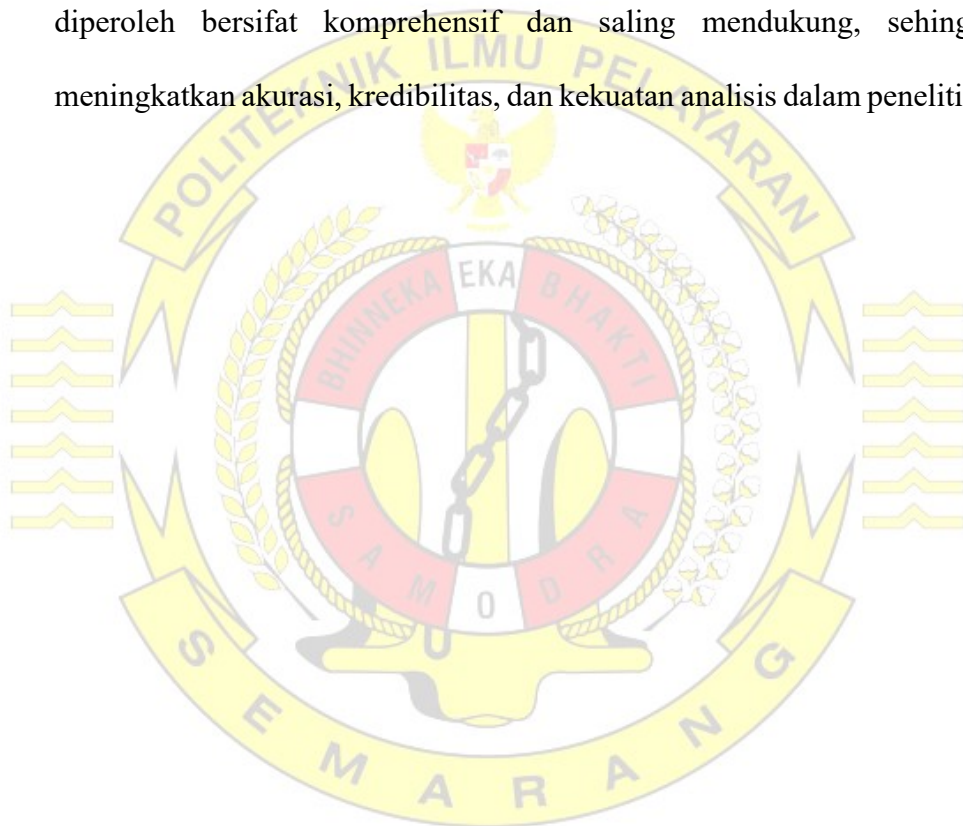 diperoleh bersifat komprehensif dan saling mendukung, sehing
meningkatkan akurasi, kredibilitas, dan kekuatan analisis dalam peneliti
POLITEKNIK ILMU PELAYARAN
BHINNEKA EKA BHAKTI
SAMODRA
SEMARANG